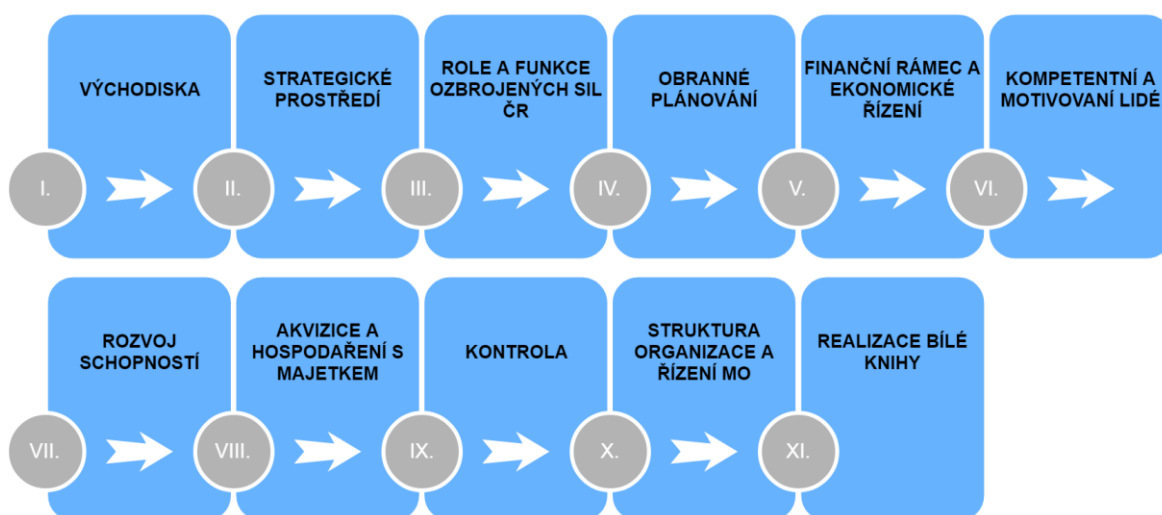 VÝCHODISKA
STRATEGICKÉ
PROSTŘEDÍ
ROLE A FUNKCE
OZBROJENÝCH SIL
ČR
OBRANNÉ
PLÁNOVÁNÍ
FINANČNÍ RÁMEC A
EKONOMICKÉ
ŘÍZENÍ
KOMPETENTNÍ A
MOTIVOVANÍ LIDÉ
I.
II.
III.
IV.
V.
VI.
ROZVOJ
SCHOPNOSTÍ
AKVIZICE A
HOSPODAŘENÍ S
MAJETKEM
KONTROLA
STRUKTURA
ORGANIZACE A
ŘÍZENÍ MO
REALIZACE BÍLÉ
KNIHY
VII.
VIII.
IX.
X.
XI.